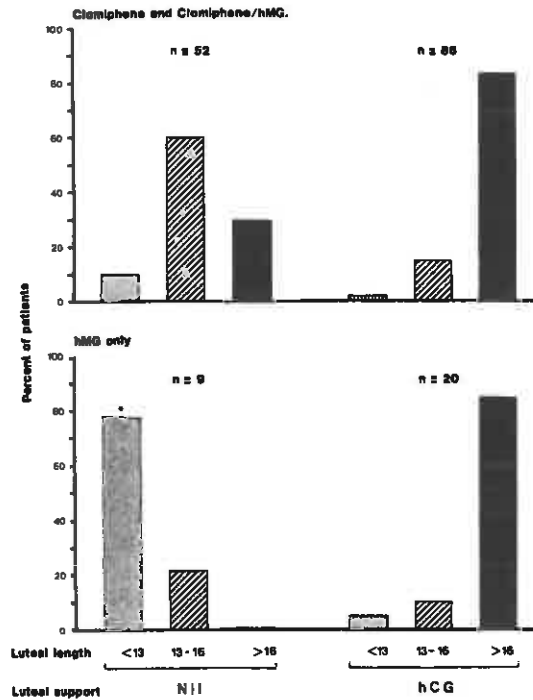 Clomiphene and Clomiphene/hMG.
n = 52 n = 86
100
80
60
40
20
0
hMG only
n = 9 n = 20
100
80
60
40
20
0
Percent of patients
*
Luteal length <13 13-16 >16 <13 13-16 >16
Luteal support Nil hCG